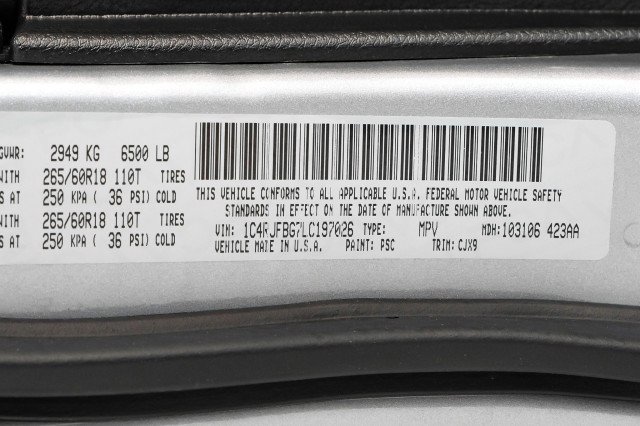 GVWR: 2949 KG 6500 LB
WITH 265/60R18 110T TIRES
S AT 250 KPA ( 36 PSI) COLD
WITH 265/60R18 110T TIRES
S AT 250 KPA ( 36 PSI) COLD
THIS VEHICLE CONFORMS TO ALL APPLICABLE U.S.A. FEDERAL MOTOR VEHICLE SAFETY
STANDARDS IN EFFECT ON THE DATE OF MANUFACTURE SHOWN ABOVE.
VIN: 1C4RJFBG7LC197026 TYPE: MPV MDH: 103106 423AA
VEHICLE MADE IN U.S.A. PAINT: PSC TRIM: CJX9